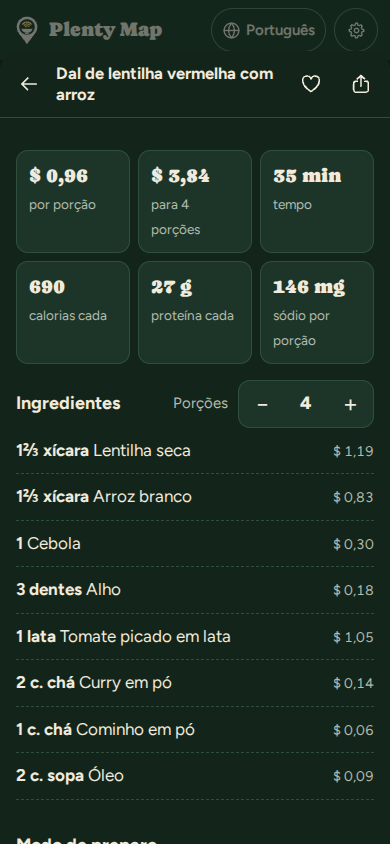 Plenty Map
Português
Dal de lentilha vermelha com
arroz
$ 0,96
por porção
$ 3,84
para 4
porções
35 min
tempo
690
calorias cada
27 g
proteína cada
146 mg
sódio por
porção
Ingredientes
Porções
−
4
+
1⅔ xícara Lentilha seca
$ 1,19
1⅔ xícara Arroz branco
$ 0,83
1 Cebola
$ 0,30
3 dentes Alho
$ 0,18
1 lata Tomate picado em lata
$ 1,05
2 c. chá Curry em pó
$ 0,14
1 c. chá Cominho em pó
$ 0,06
2 c. sopa Óleo
$ 0,09